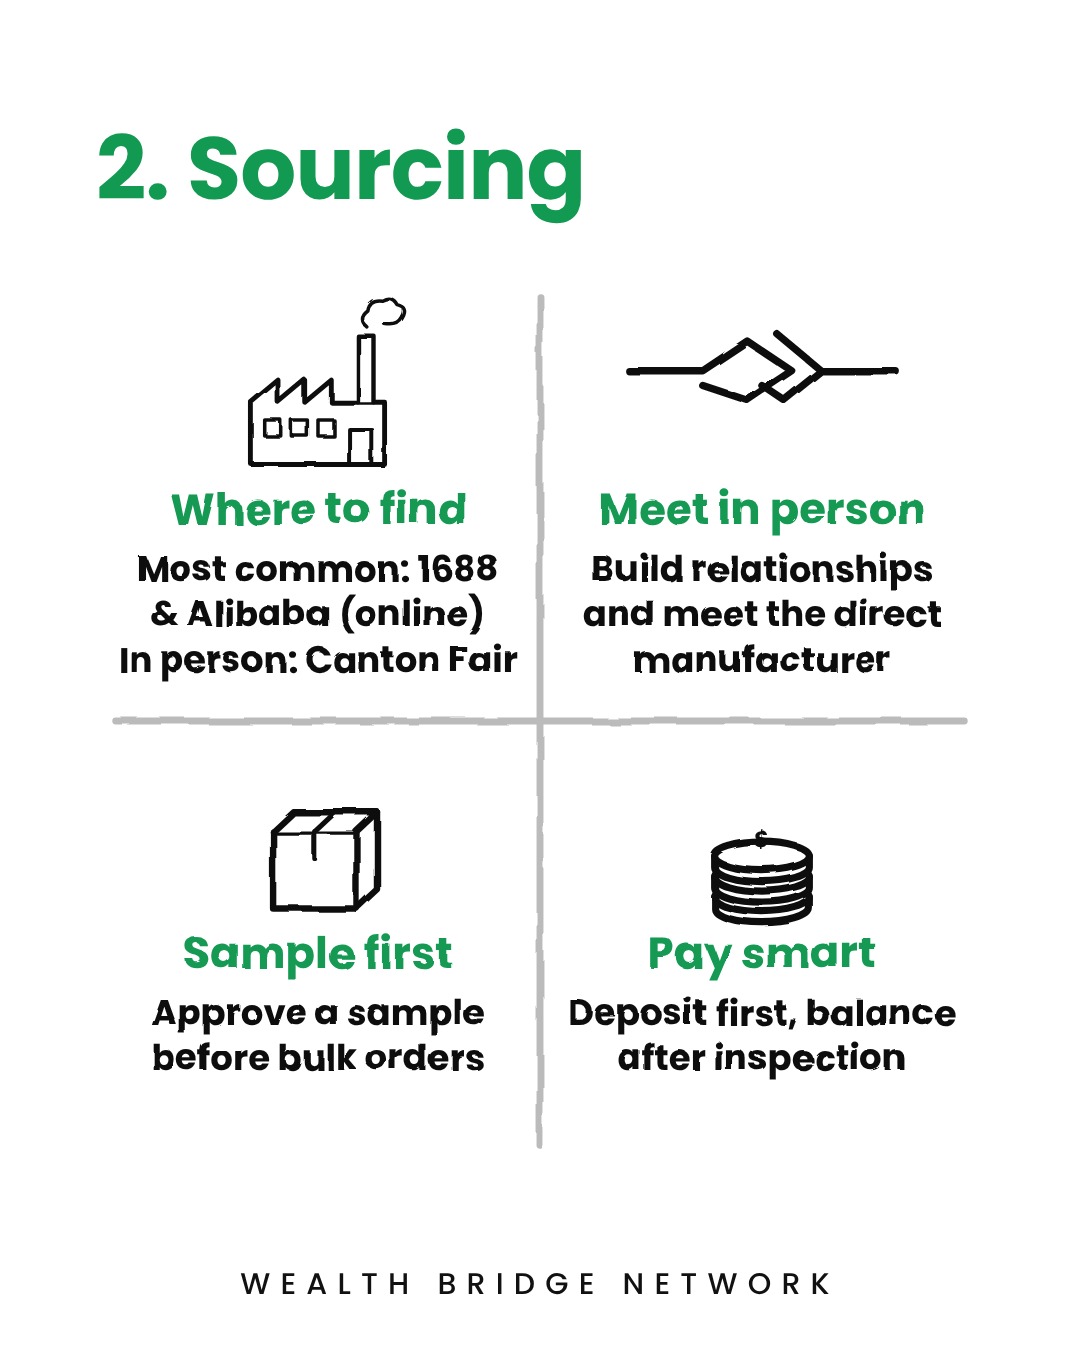 2. Sourcing
Where to find
Most common: 1688
& Alibaba (online)
In person: Canton Fair
Meet in person
Build relationships
and meet the direct
manufacturer
Sample first
Approve a sample
before bulk orders
$
Pay smart
Deposit first, balance
after inspection
WEALTH BRIDGE NETWORK